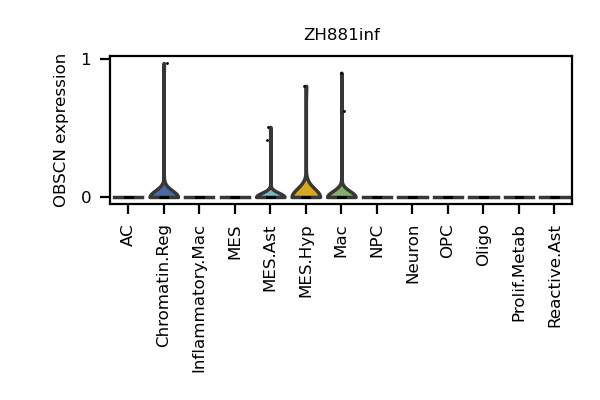 ZH881inf
OBSCN expression
1
0
AC
Chromatin.Reg
Inflammatory.Mac
MES
MES.Ast
MES.Hyp
Mac
NPC
Neuron
OPC
Oligo
Prolif.Metab
Reactive.Ast